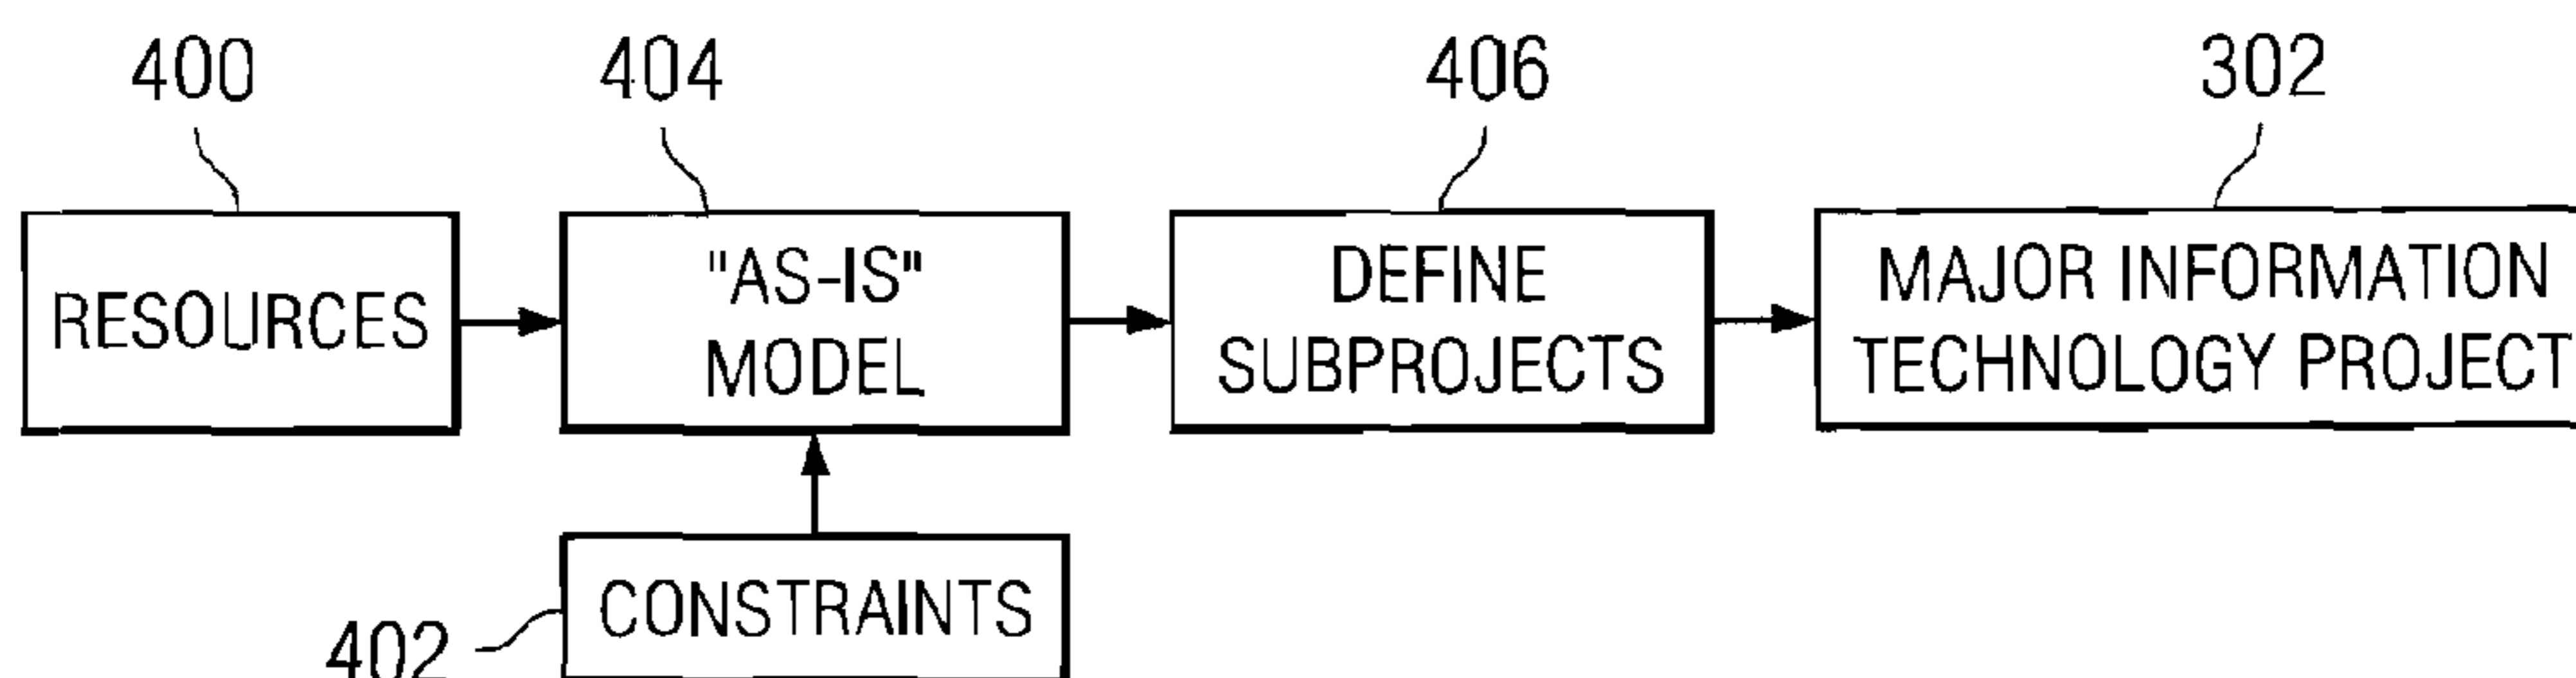 400
404
406
302
RESOURCES
"AS-IS"
MODEL
DEFINE
SUBPROJECTS
MAJOR INFORMATION
TECHNOLOGY PROJECT
CONSTRAINTS
402